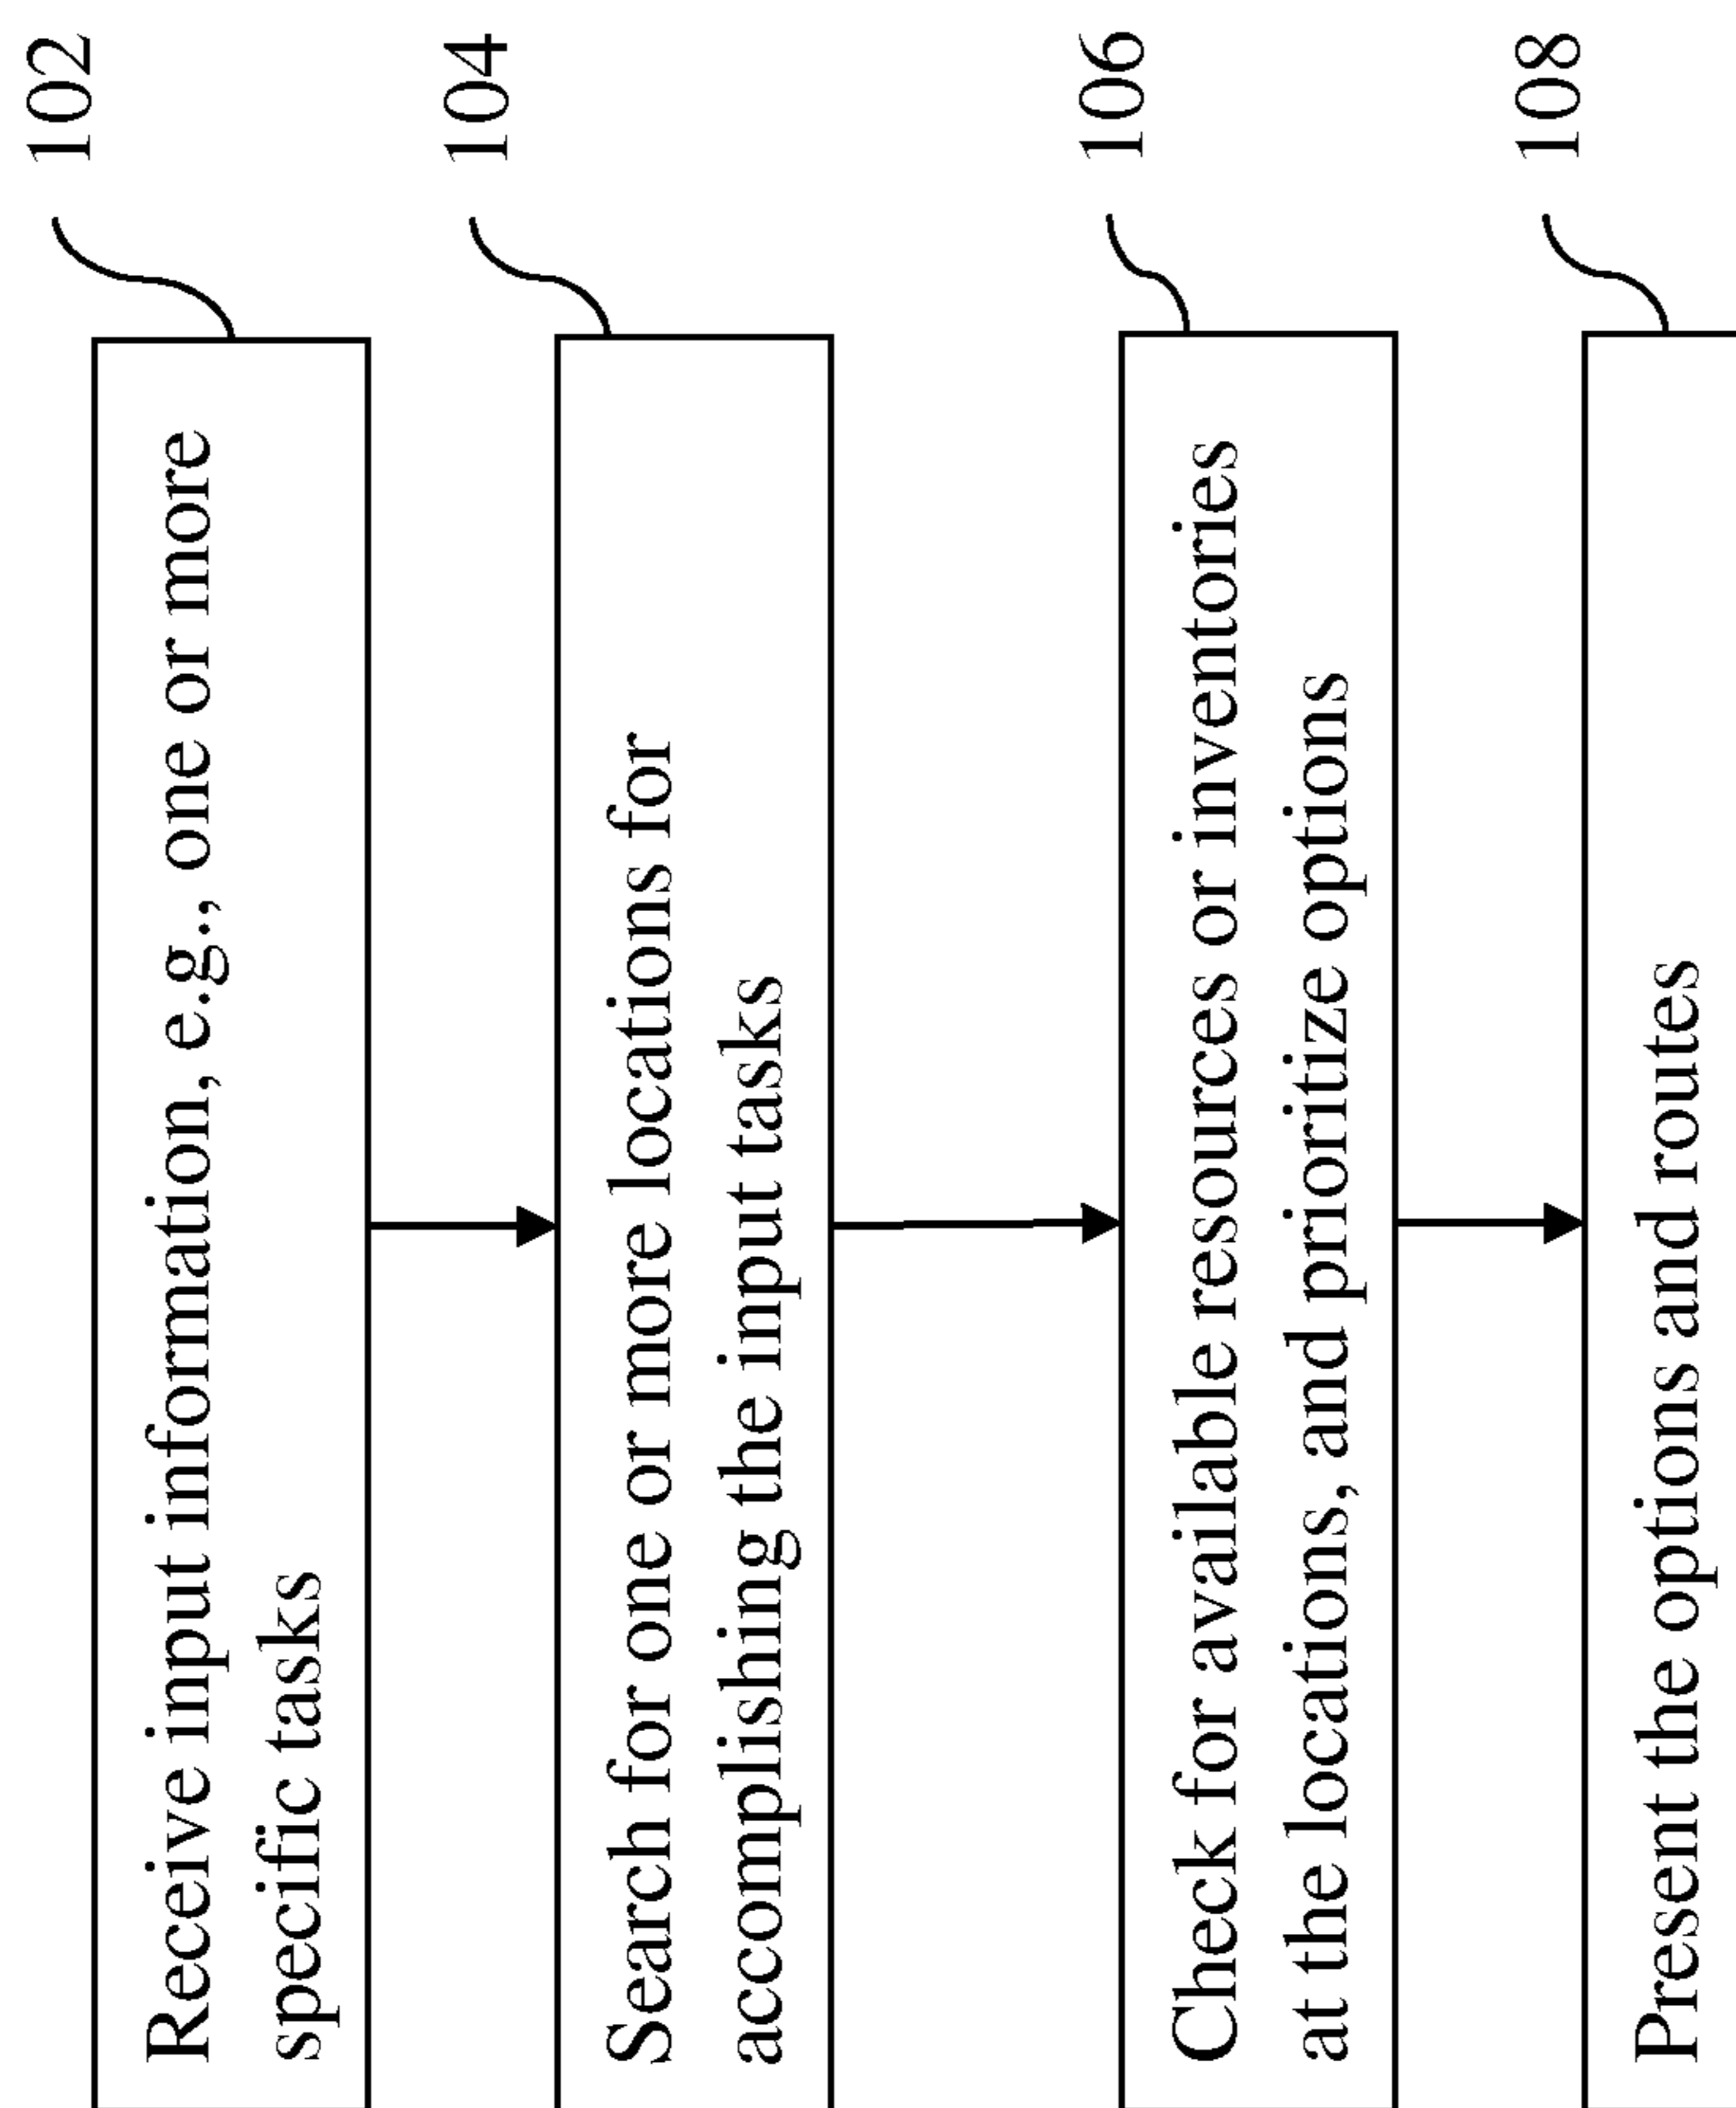 102
Receive input information, e.g., one or more
specific tasks
104
Search for one or more locations for
accomplishing the input tasks
106
Check for available resources or inventories
at the locations, and prioritize options
108
Present the options and routes